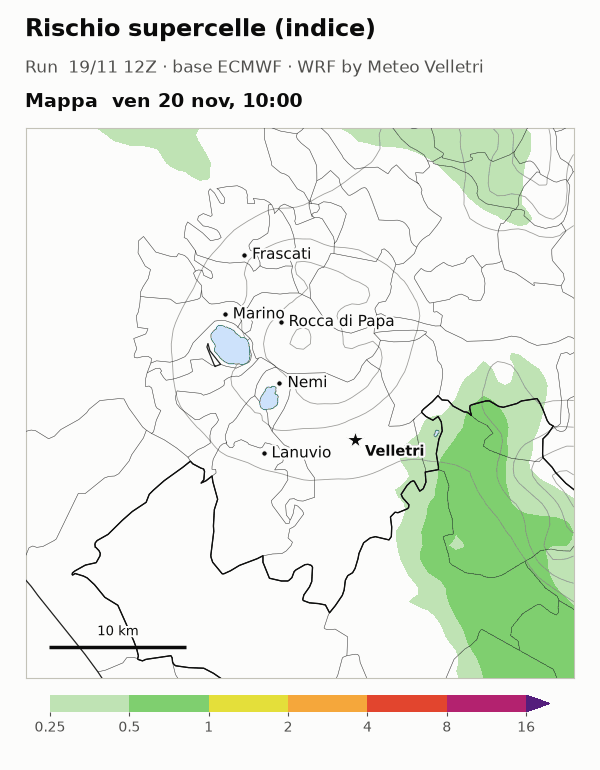 Rischio supercelle (indice)
Run 19/11 12Z · base ECMWF · WRF by Meteo Velletri
Mappa ven 20 nov, 10:00
Frascati
Marino
Rocca di Papa
Nemi
Velletri
Lanuvio
10 km
0.25 0.5 1 2 4 8 16